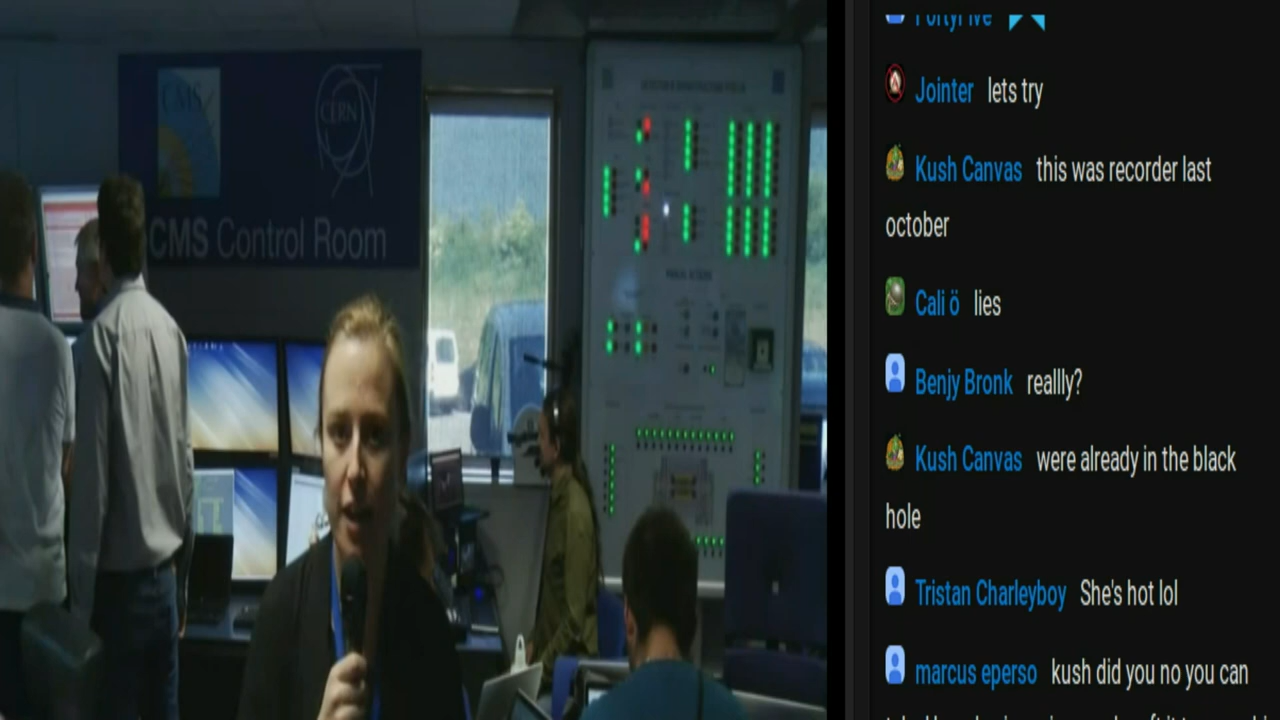 CMS
CERN
CMS Control Room
FortyFive
Jointer lets try
Kush Canvas this was recorder last
october
Cali ö lies
Benjy Bronk reallly?
Kush Canvas were already in the black
hole
Tristan Charleyboy She's hot lol
marcus eperso kush did you no you can